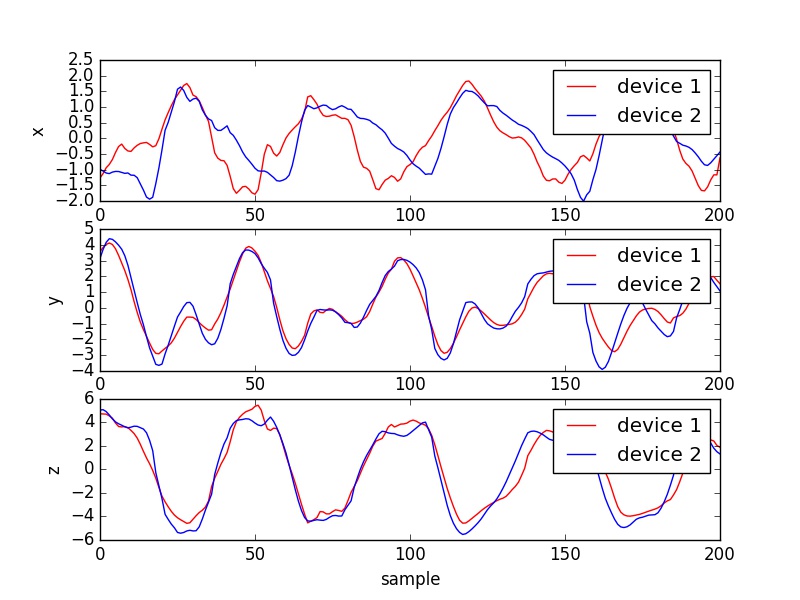 2.5
2.0
1.5
1.0
0.5
0.0
−0.5
−1.0
−1.5
−2.0
x
device 1
device 2
0 50 100 150 200
5
4
3
2
1
0
−1
−2
−3
−4
y
device 1
device 2
0 50 100 150 200
6
4
2
0
−2
−4
−6
z
device 1
device 2
0 50 100 150 200
sample